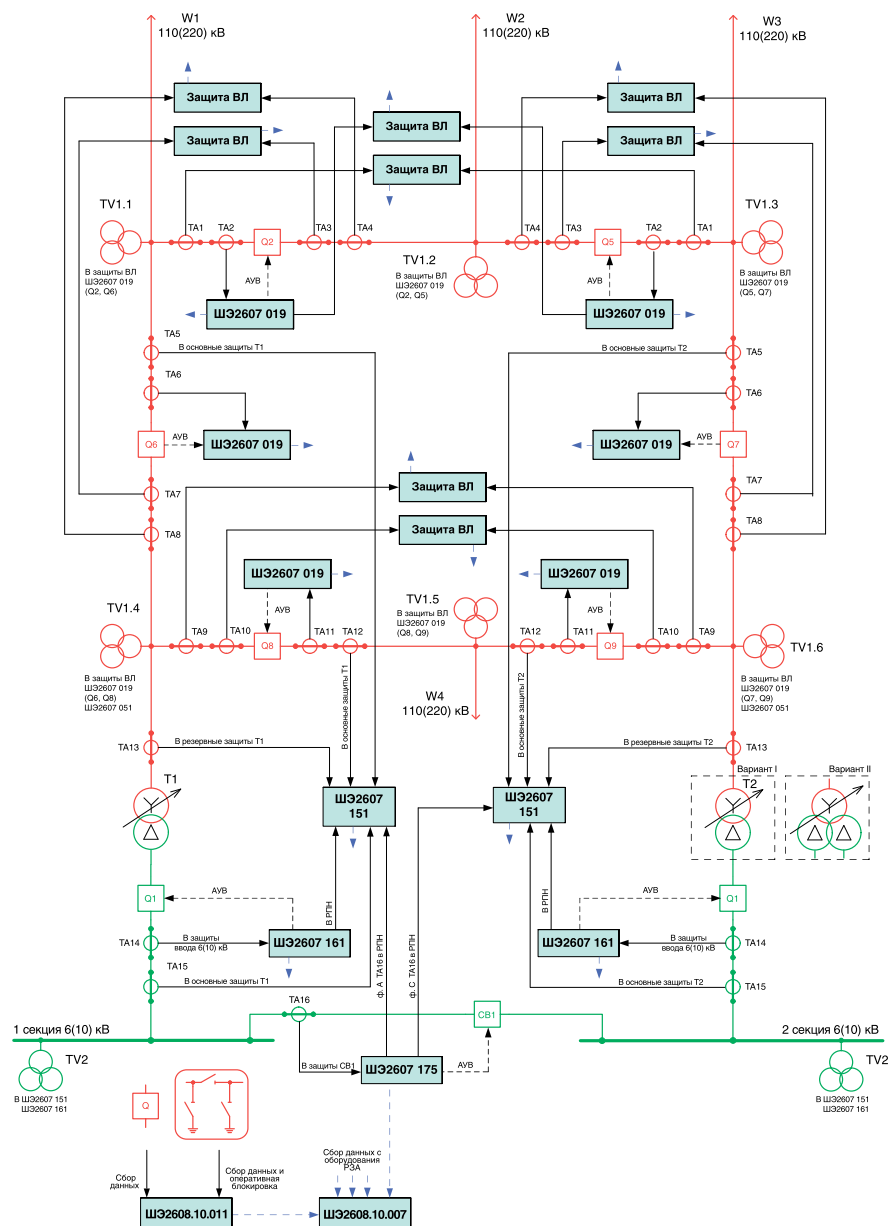 W1
110(220) кВ
W2
110(220) кВ
W3
110(220) кВ
Защита ВЛ
Защита ВЛ
Защита ВЛ
Защита ВЛ
Защита ВЛ
Защита ВЛ
TV1.1
TA1
TA2
Q2
TA3
TA4
TV1.2
TA4
TA3
Q5
TA2
TA1
TV1.3
В защиты ВЛ
ШЭ2607 019
(Q2, Q6)
АУВ
ШЭ2607 019
В защиты ВЛ
ШЭ2607 019
(Q2, Q5)
АУВ
ШЭ2607 019
В защиты ВЛ
ШЭ2607 019
(Q5, Q7)
TA5
В основные защиты Т1
В основные защиты Т2
TA5
TA6
TA6
Q6
АУВ
ШЭ2607 019
ШЭ2607 019
АУВ
Q7
TA7
TA8
Защита ВЛ
Защита ВЛ
TA7
TA8
ШЭ2607 019
АУВ
ШЭ2607 019
АУВ
TV1.4
TA9
TA10
Q8
TA11
TA12
TV1.5
В защиты ВЛ
ШЭ2607 019
(Q8, Q9)
TA12
TA11
Q9
TA10
TA9
TV1.6
В защиты ВЛ
ШЭ2607 019
(Q6, Q8)
ШЭ2607 051
В защиты ВЛ
ШЭ2607 019
(Q7, Q9)
ШЭ2607 051
W4
110(220) кВ
В основные защиты Т1
В основные защиты Т2
TA13
В резервные защиты Т1
В резервные защиты Т2
TA13
T1
ШЭ2607
151
ШЭ2607
151
Вариант I
T2
Вариант II
Q1
АУВ
В РПН
В РПН
АУВ
Q1
TA14
В защиты
ввода 6(10) кВ
ШЭ2607 161
ф. А ТА16 в РПН
ф. С ТА16 в РПН
ШЭ2607 161
В защиты
ввода 6(10) кВ
TA14
TA15
В основные защиты Т1
В основные защиты Т2
TA15
TA16
СВ1
1 секция 6(10) кВ
2 секция 6(10) кВ
В защиты СВ1
ШЭ2607 175
АУВ
TV2
В ШЭ2607 151
ШЭ2607 161
TV2
В ШЭ2607 151
ШЭ2607 161
Q
Сбор
данных
Сбор данных и
оперативная
блокировка
Сбор данных с
оборудования
РЗА
ШЭ2608.10.011
ШЭ2608.10.007